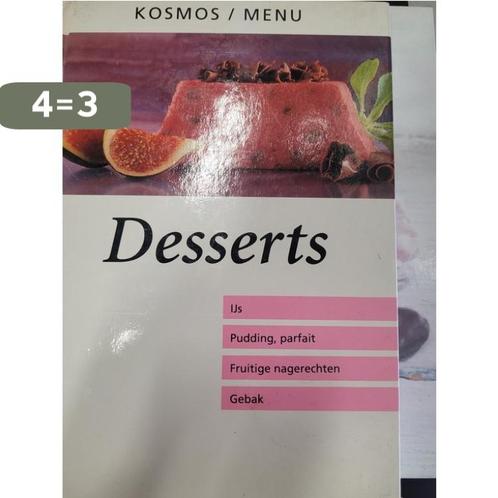 KOSMOS / MENU
4=3
Desserts
IJs
Pudding, parfait
Fruitige nagerechten
Gebak